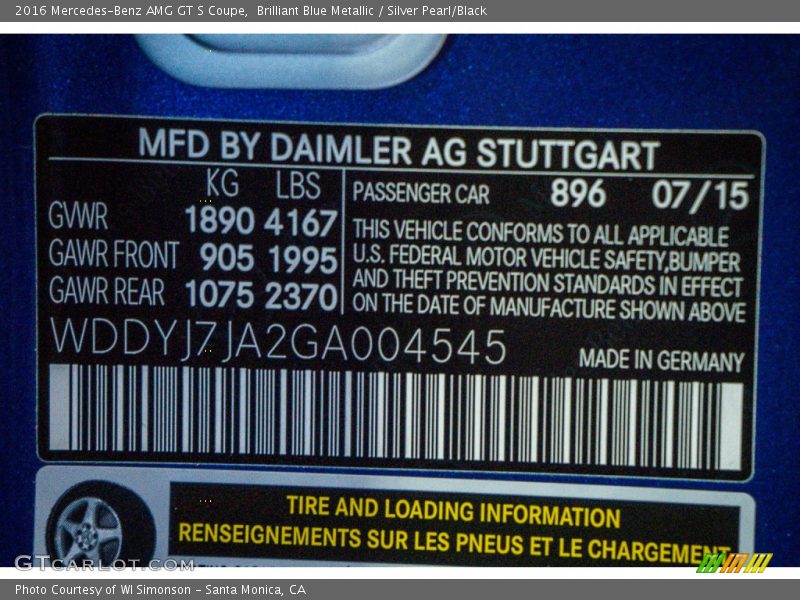 2016 Mercedes-Benz AMG GT S Coupe,  Brilliant Blue Metallic / Silver Pearl/Black
MFD BY DAIMLER AG STUTTGART
KG LBS
GVWR 1890 4167
GAWR FRONT 905 1995
GAWR REAR 1075 2370
PASSENGER CAR 896 07/15
THIS VEHICLE CONFORMS TO ALL APPLICABLE
U.S. FEDERAL MOTOR VEHICLE SAFETY,BUMPER
AND THEFT PREVENTION STANDARDS IN EFFECT
ON THE DATE OF MANUFACTURE SHOWN ABOVE
WDDYJ7JA2GA004545
MADE IN GERMANY
TIRE AND LOADING INFORMATION
RENSEIGNEMENTS SUR LES PNEUS ET LE CHARGEMENT
GTcarlot.com
Photo Courtesy of WI Simonson – Santa Monica, CA